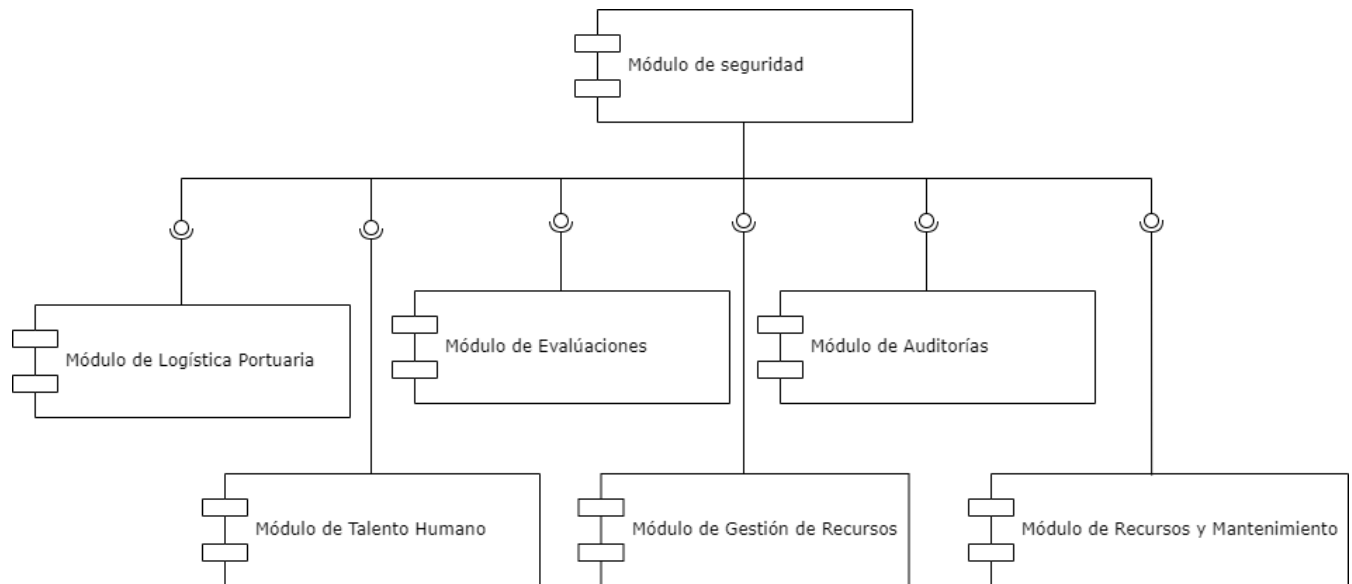 Módulo de seguridad
Módulo de Logística Portuaria
Módulo de Evalúaciones
Módulo de Auditorías
Módulo de Talento Humano
Módulo de Gestión de Recursos
Módulo de Recursos y Mantenimiento